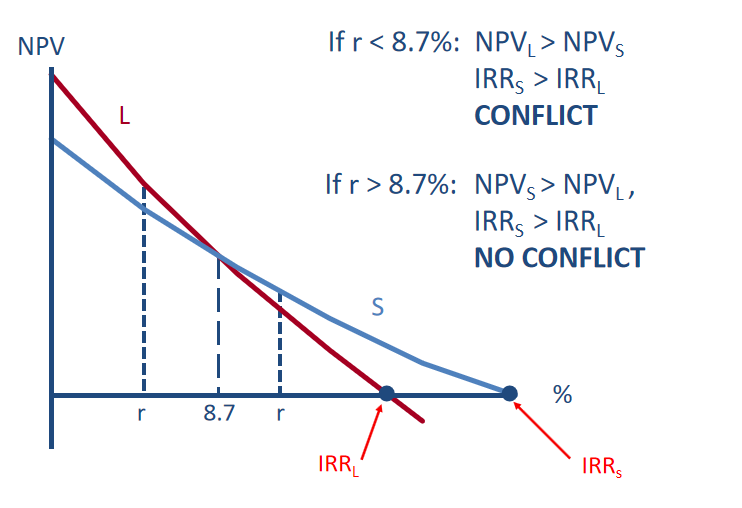 NPV
If r < 8.7%: NPV_L > NPV_S
IRR_S > IRR_L
CONFLICT
L
If r > 8.7%: NPV_S > NPV_L ,
IRR_S > IRR_L
NO CONFLICT
S
%
r 8.7 r
IRR_L
IRR_s